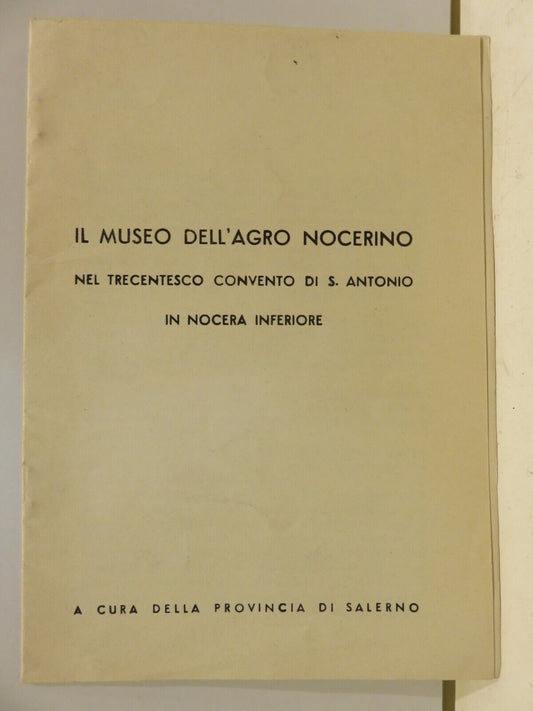 IL MUSEO DELL'AGRO NOCERINO
NEL TRECENTESCO CONVENTO DI S. ANTONIO
IN NOCERA INFERIORE
A CURA DELLA PROVINCIA DI SALERNO